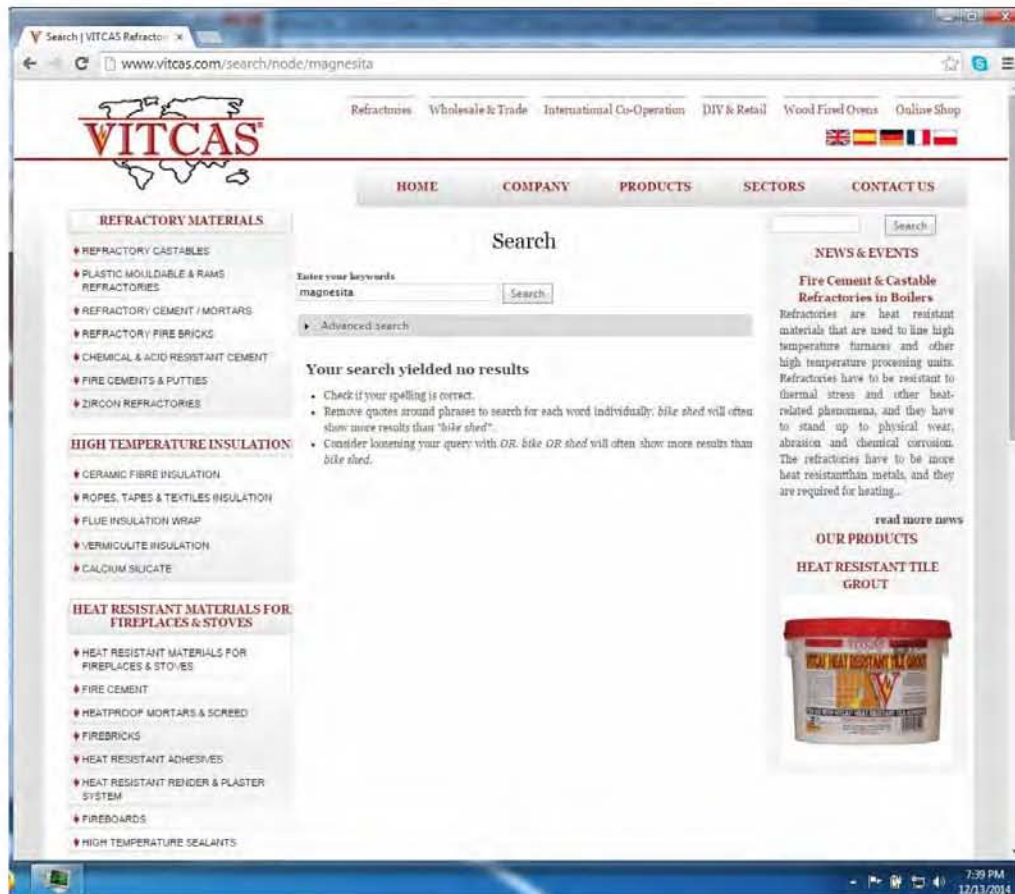 Search | VITCAS Refractor
www.vitcas.com/search/node/magnesita
Refractories Wholesale & Trade International Co-Operation DIY & Retail Wood Fired Ovens Online Shop
VITCAS®
HOME COMPANY PRODUCTS SECTORS CONTACT US
REFRACTORY MATERIALS
REFRACTORY CASTABLES
PLASTIC MOULDABLE & RAMS
REFRACTORIES
REFRACTORY CEMENT / MORTARS
REFRACTORY FIRE BRICKS
CHEMICAL & ACID RESISTANT CEMENT
FIRE CEMENTS & PUTTIES
ZIRCON REFRACTORIES
HIGH TEMPERATURE INSULATION
CERAMIC FIBRE INSULATION
ROPES, TAPES & TEXTILES INSULATION
FLUE INSULATION WRAP
VERMICULITE INSULATION
CALCIUM SILICATE
HEAT RESISTANT MATERIALS FOR
FIREPLACES & STOVES
HEAT RESISTANT MATERIALS FOR
FIREPLACES & STOVES
FIRE CEMENT
HEATPROOF MORTARS & SCREED
FIREBRICKS
HEAT RESISTANT ADHESIVES
HEAT RESISTANT RENDER & PLASTER
SYSTEM
FIREBOARDS
HIGH TEMPERATURE SEALANTS
Search
Enter your keywords
magnesita Search
Advanced search
Your search yielded no results
Check if your spelling is correct.
Remove quotes around phrases to search for each word individually. bike shed will often
show more results than "bike shed".
Consider loosening your query with OR. bike OR shed will often show more results than
bike shed.
Search
NEWS & EVENTS
Fire Cement & Castable
Refractories in Boilers
Refractories are heat resistant
materials that are used to line high
temperature furnaces and other
high temperature processing units.
Refractories have to be resistant to
thermal stress and other heat-
related phenomena, and they have
to stand up to physical wear,
abrasion and chemical corrosion.
The refractories have to be more
heat resistantthan metals, and they
are required for heating...
read more news
OUR PRODUCTS
HEAT RESISTANT TILE
GROUT
VITCAS HEAT RESISTANT TILE GROUT
7:39 PM
12/13/2014